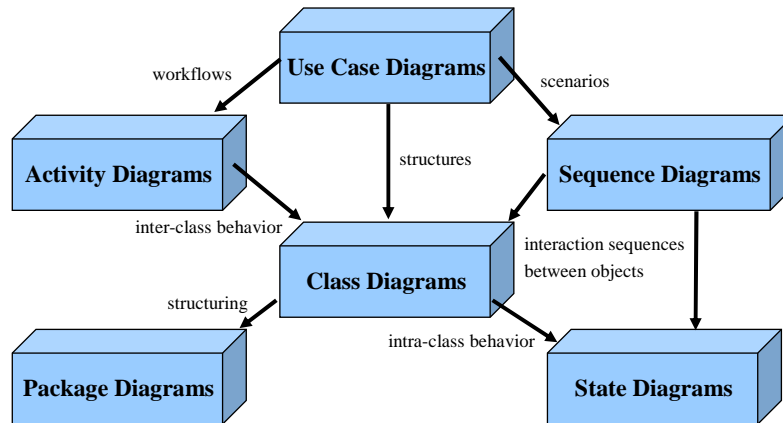 Use Case Diagrams
workflows
scenarios
Activity Diagrams
structures
Sequence Diagrams
inter-class behavior
interaction sequences
between objects
Class Diagrams
structuring
intra-class behavior
Package Diagrams
State Diagrams